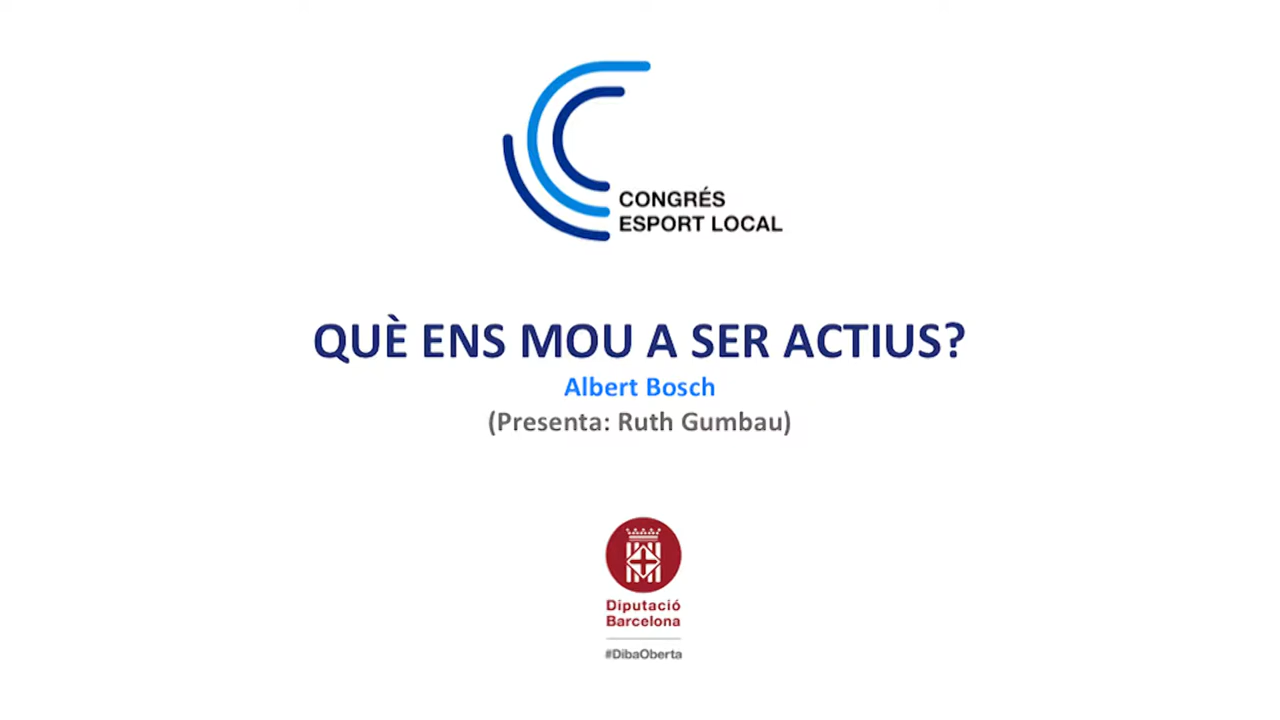 CONGRÉS
ESPORT LOCAL
QUÈ ENS MOU A SER ACTIUS?
Albert Bosch
(Presenta: Ruth Gumbau)
Diputació
Barcelona
#DibaOberta